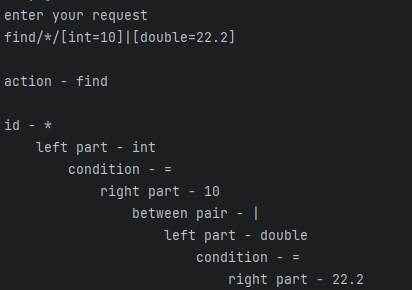 enter your request
find/*/[int=10]|[double=22.2]
action - find
id - *
left part - int
condition - =
right part - 10
between pair - |
left part - double
condition - =
right part - 22.2